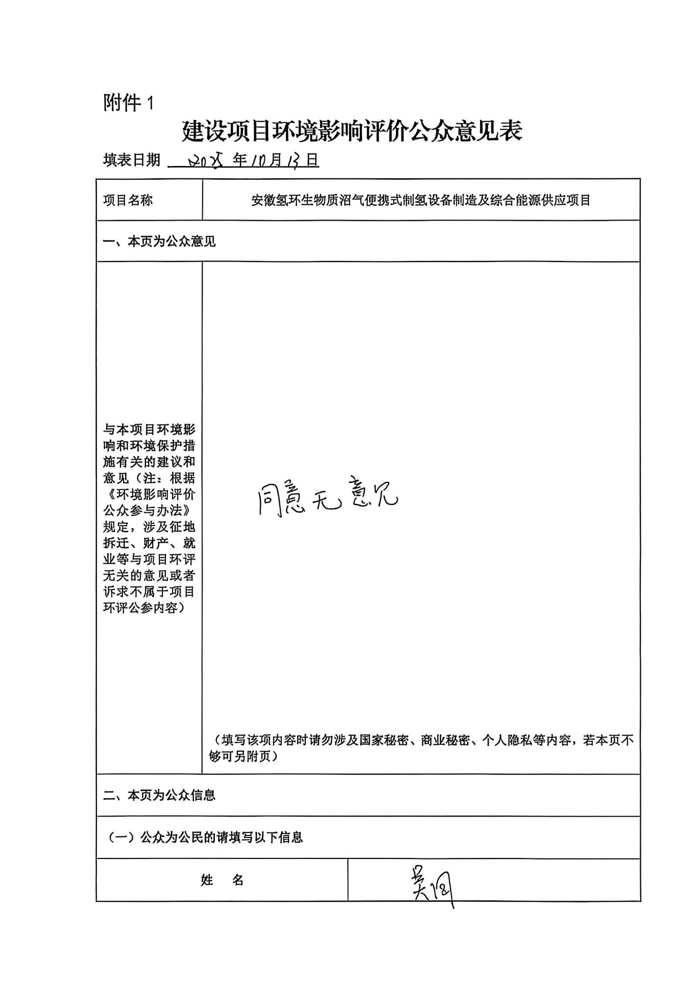 附件 1
建设项目环境影响评价公众意见表
填表日期 2025 年 10 月 13 日
项目名称 安徽氢环生物质沼气便携式制氢设备制造及综合能源供应项目
一、本页为公众意见
与本项目环境影
响和环境保护措
施有关的建议和
意见（注：根据
《环境影响评价
公众参与办法》
规定，涉及征地
拆迁、财产、就
业等与项目环评
无关的意见或者
诉求不属于项目
环评公参内容）
同意无意见
（填写该项内容时请勿涉及国家秘密、商业秘密、个人隐私等内容，若本页不
够可另附页）
二、本页为公众信息
（一）公众为公民的请填写以下信息
姓 名 吴